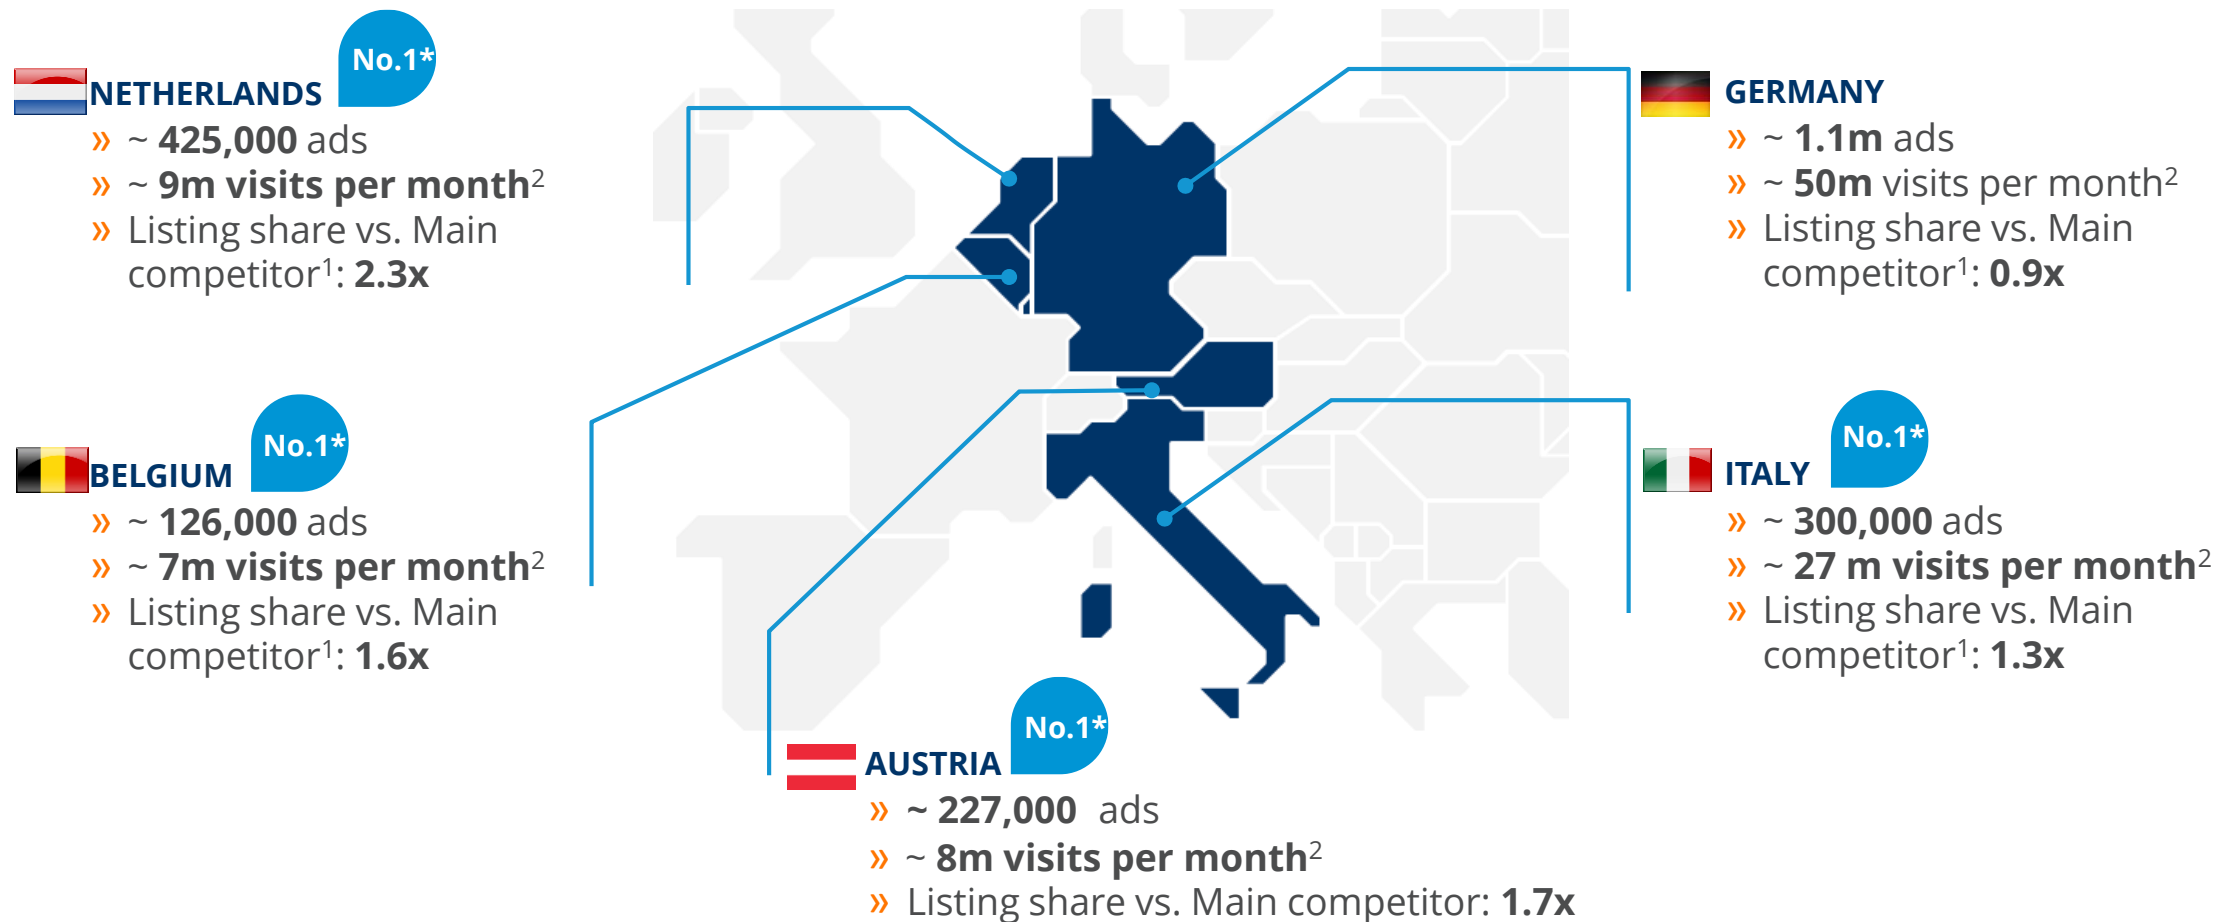 No.1*
NETHERLANDS
» ~ 425,000 ads
» ~ 9m visits per month²
» Listing share vs. Main
competitor¹: 2.3x
GERMANY
» ~ 1.1m ads
» ~ 50m visits per month²
» Listing share vs. Main
competitor¹: 0.9x
No.1*
BELGIUM
» ~ 126,000 ads
» ~ 7m visits per month²
» Listing share vs. Main
competitor¹: 1.6x
No.1*
ITALY
» ~ 300,000 ads
» ~ 27 m visits per month²
» Listing share vs. Main
competitor¹: 1.3x
No.1*
AUSTRIA
» ~ 227,000 ads
» ~ 8m visits per month²
» Listing share vs. Main competitor: 1.7x